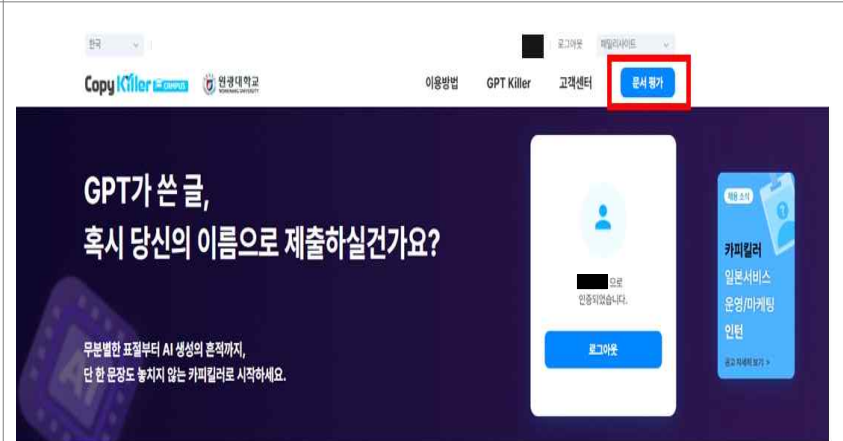 한국
로그아웃
패밀리사이트
Copy Killer CAMPUS
원광대학교
WONKWANG UNIVERSITY
이용방법
GPT Killer
고객센터
문서 평가
GPT가 쓴 글,
혹시 당신의 이름으로 제출하실건가요?
무분별한 표절부터 AI 생성의 흔적까지,
단 한 문장도 놓치지 않는 카피킬러로 시작하세요.
AI
으로
인증되었습니다.
로그아웃
채용 소식
카피킬러
일본서비스
운영/마케팅
인턴
공고 자세히 보기 >